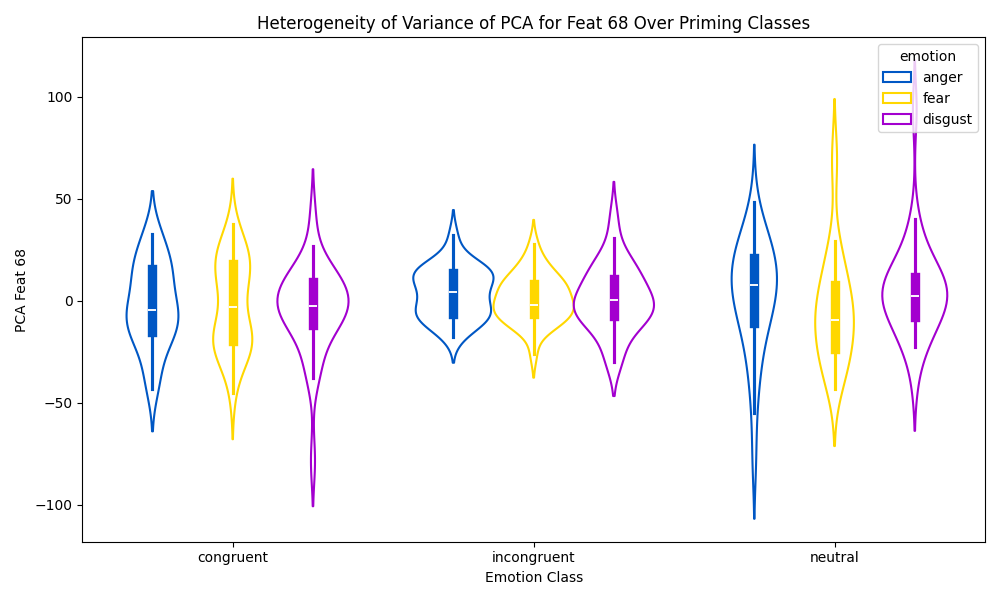 Heterogeneity of Variance of PCA for Feat 68 Over Priming Classes
emotion
anger
fear
disgust
100
50
0
−50
−100
PCA Feat 68
congruent
incongruent
neutral
Emotion Class